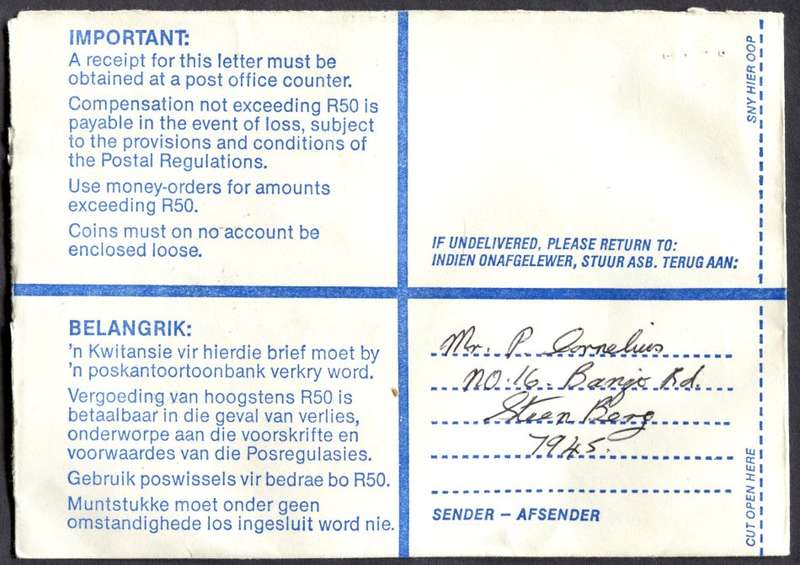 IMPORTANT:
A receipt for this letter must be
obtained at a post office counter.
Compensation not exceeding R50 is
payable in the event of loss, subject
to the provisions and conditions of
the Postal Regulations.
Use money-orders for amounts
exceeding R50.
Coins must on no account be
enclosed loose.
IF UNDELIVERED, PLEASE RETURN TO:
INDIEN ONAFGELEWER, STUUR ASB. TERUG AAN:
SNY HIER OOP
BELANGRIK:
'n Kwitansie vir hierdie brief moet by
'n poskantoortoonbank verkry word.
Vergoeding van hoogstens R50 is
betaalbaar in die geval van verlies,
onderworpe aan die voorskrifte en
voorwaardes van die Posregulasies.
Gebruik poswissels vir bedrae bo R50.
Muntstukke moet onder geen
omstandighede los ingesluit word nie.
Mr. P Cornelius
NO. 16. Banjo Rd.
Steen Berg
7945.
SENDER – AFSENDER
CUT OPEN HERE